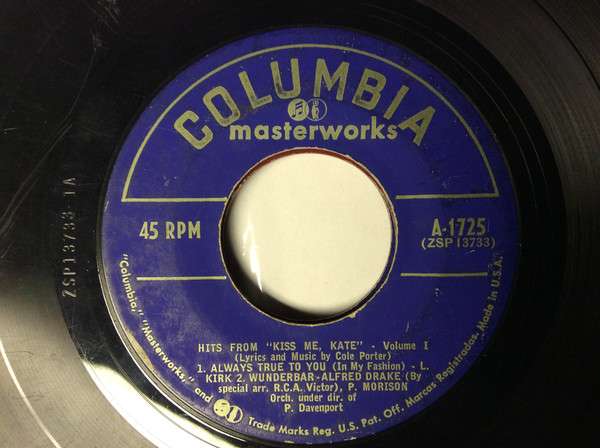 COLUMBIA
masterworks
45 RPM
A-1725
(ZSP 13733)
HITS FROM "KISS ME, KATE" - Volume I
(Lyrics and Music by Cole Porter)
1. ALWAYS TRUE TO YOU (In My Fashion) - L.
KIRK 2. WUNDERBAR-ALFRED DRAKE (By
special arr. R.C.A. Victor), P. MORISON
Orch. under dir. of
P. Davenport
"Columbia," "Masterworks," and Trade Marks Reg. U.S. Pat. Off. Marcas Registradas. Made in U.S.A.
ZSP13733 1A